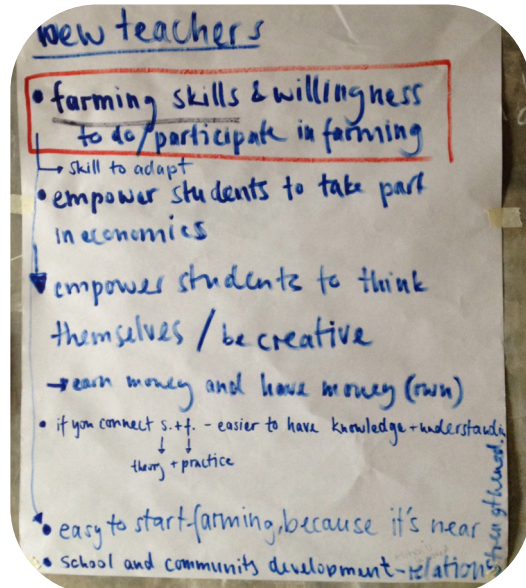 new teachers
• farming skills & willingness
to do/participate in farming
→ skill to adapt
• empower students to take part
in economics
empower students to think
themselves / be creative
→ earn money and have money (own)
• if you connect s.+f. - easier to have knowledge + understandin
theory + practice
• easy to start farming, because it's near
• school and community development - relations